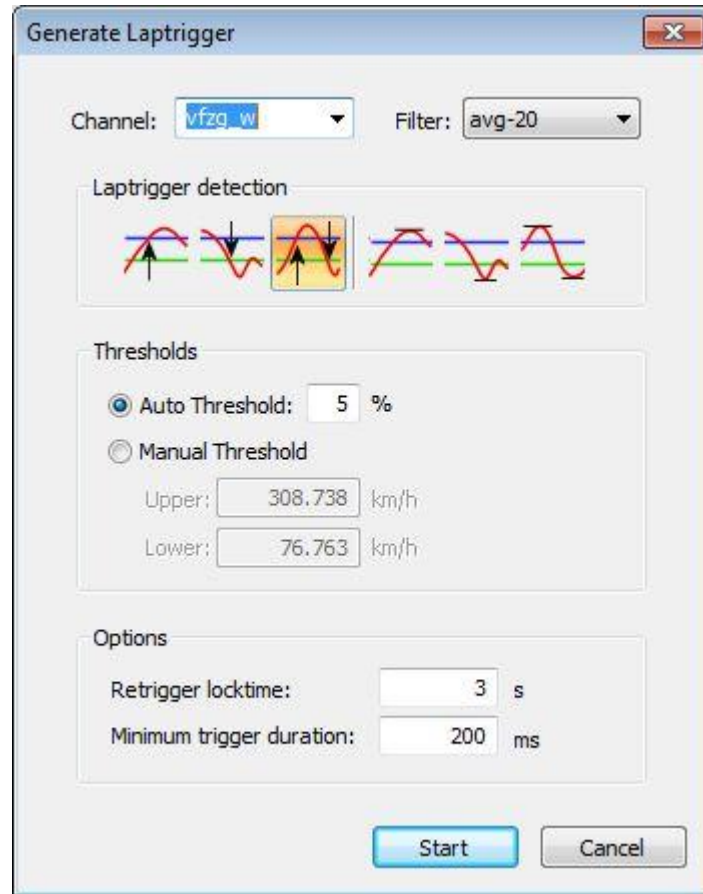 Generate Laptrigger
Channel: vfzg_w Filter: avg-20
Laptrigger detection
Thresholds
Auto Threshold: 5 %
Manual Threshold
Upper: 308.738 km/h
Lower: 76.763 km/h
Options
Retrigger locktime: 3 s
Minimum trigger duration: 200 ms
Start Cancel